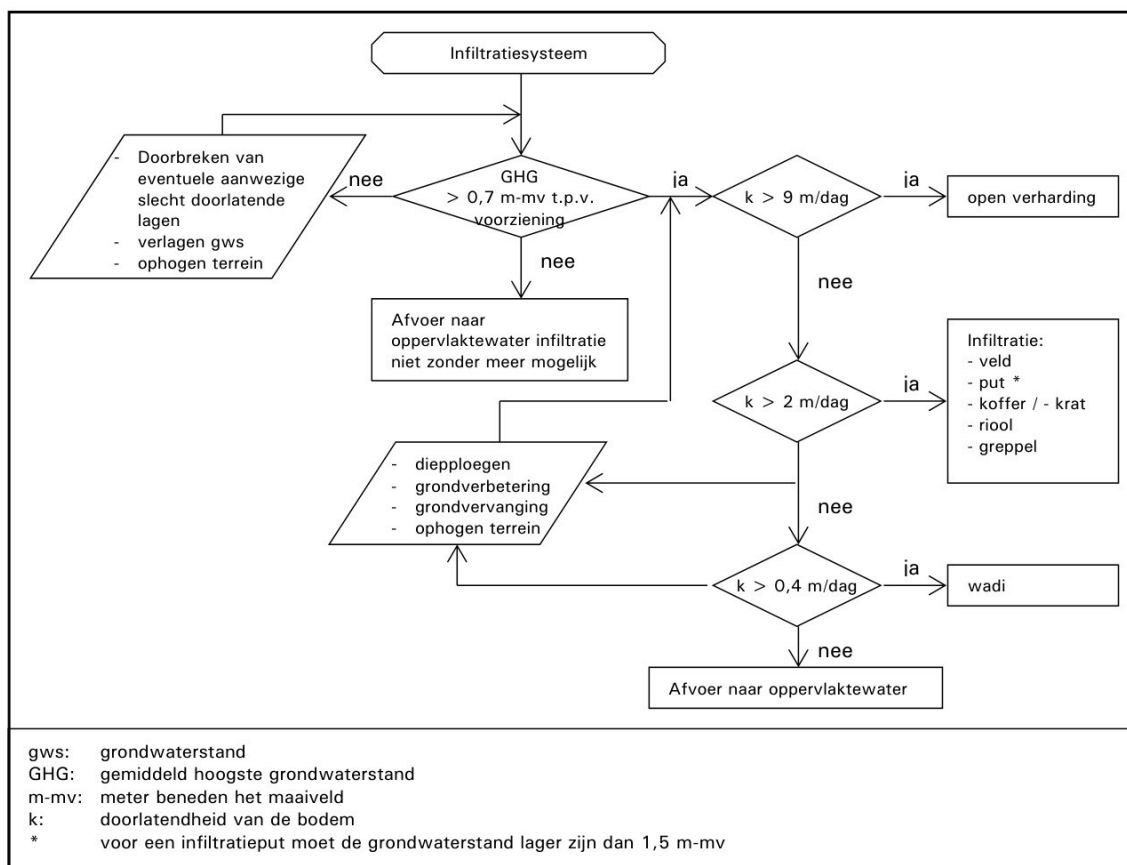 Infiltratiesysteem
- Doorbreken van
eventuele aanwezige
slecht doorlatende
lagen
- verlagen gws
- ophogen terrein
nee
GHG
> 0,7 m-mv t.p.v.
voorziening
ja
k > 9 m/dag
ja
open verharding
nee
nee
Afvoer naar
oppervlaktewater infiltratie
niet zonder meer mogelijk
k > 2 m/dag
ja
Infiltratie:
- veld
- put *
- koffer / - krat
- riool
- greppel
- diepploegen
- grondverbetering
- grondvervanging
- ophogen terrein
nee
k > 0,4 m/dag
ja
wadi
nee
Afvoer naar oppervlaktewater
gws: grondwaterstand
GHG: gemiddeld hoogste grondwaterstand
m-mv: meter beneden het maaiveld
k: doorlatendheid van de bodem
* voor een infiltratieput moet de grondwaterstand lager zijn dan 1,5 m-mv